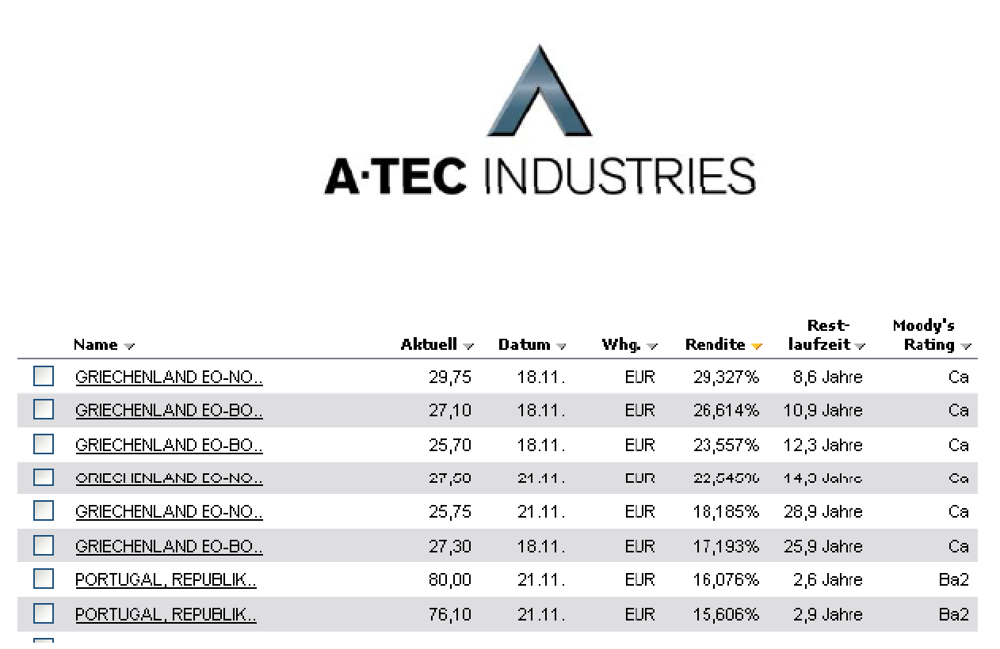 A·TEC INDUSTRIES
Name Aktuell Datum Whg. Rendite Rest-laufzeit Moody's Rating
GRIECHENLAND EO-NO.. 29,75 18.11. EUR 29,327% 8,6 Jahre Ca
GRIECHENLAND EO-BO.. 27,10 18.11. EUR 26,614% 10,9 Jahre Ca
GRIECHENLAND EO-BO.. 25,70 18.11. EUR 23,557% 12,3 Jahre Ca
GRIECHENLAND EO-NO.. 21.11. EUR Jahre Ca
GRIECHENLAND EO-NO.. 25,75 21.11. EUR 18,185% 28,9 Jahre Ca
GRIECHENLAND EO-BO.. 27,30 18.11. EUR 17,193% 25,9 Jahre Ca
PORTUGAL, REPUBLIK.. 80,00 21.11. EUR 16,076% 2,6 Jahre Ba2
PORTUGAL, REPUBLIK.. 76,10 21.11. EUR 15,606% 2,9 Jahre Ba2